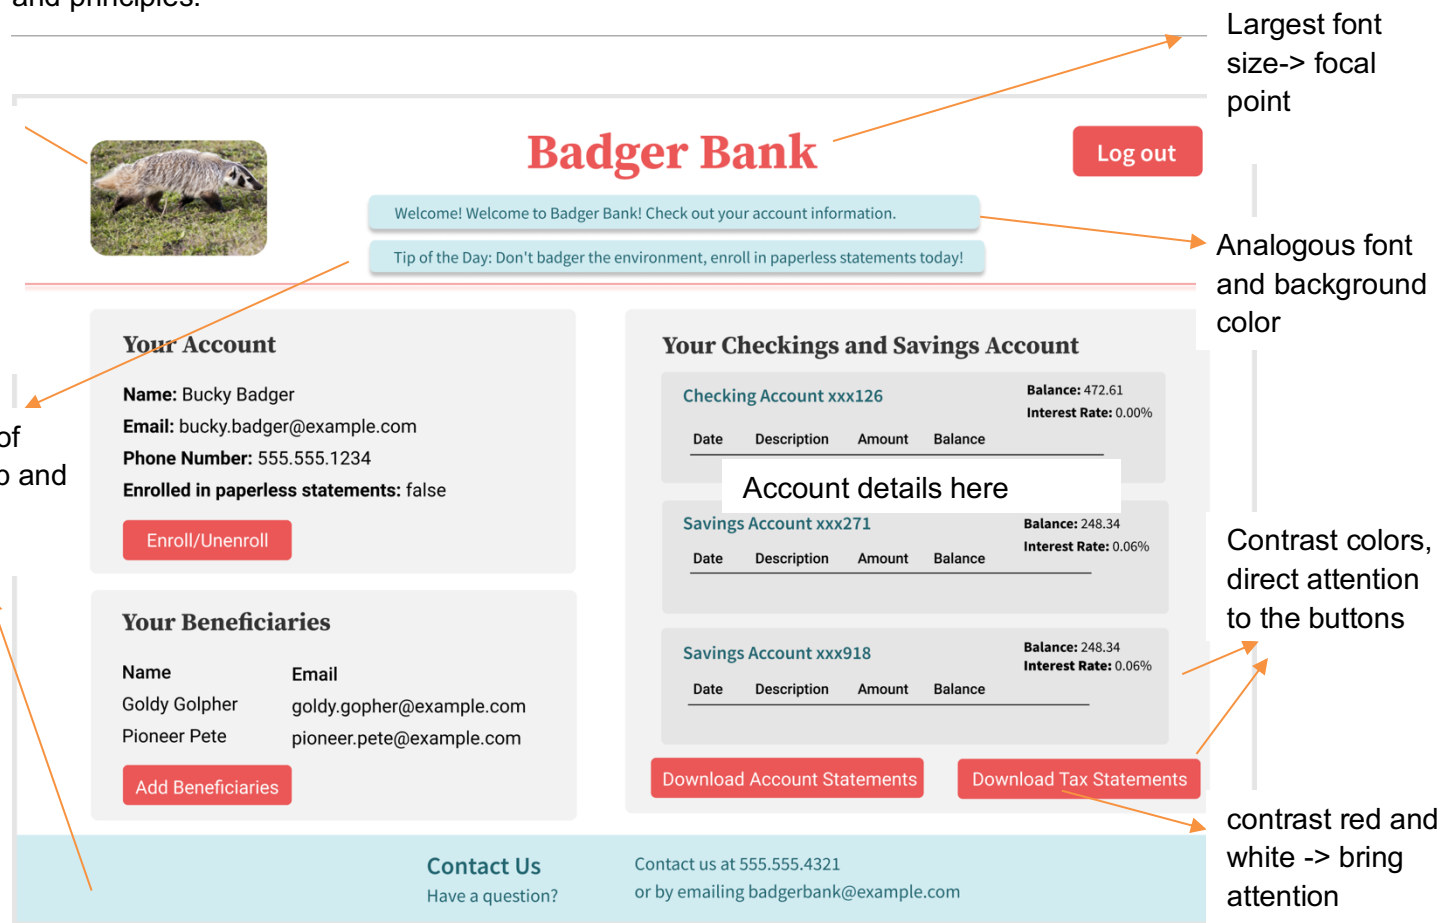 and principles.
Largest font
size-> focal
point
Badger Bank
Log out
Welcome! Welcome to Badger Bank! Check out your account information.
Tip of the Day: Don't badger the environment, enroll in paperless statements today!
Analogous font
and background
color
Your Account
Name: Bucky Badger
Email: bucky.badger@example.com
Phone Number: 555.555.1234
Enrolled in paperless statements: false
Enroll/Unenroll
of
and
Your Beneficiaries
Name Email
Goldy Golpher goldy.gopher@example.com
Pioneer Pete pioneer.pete@example.com
Add Beneficiaries
Your Checkings and Savings Account
Checking Account xxx126
Balance: 472.61
Interest Rate: 0.00%
Date Description Amount Balance
Account details here
Savings Account xxx271
Balance: 248.34
Interest Rate: 0.06%
Date Description Amount Balance
Savings Account xxx918
Balance: 248.34
Interest Rate: 0.06%
Date Description Amount Balance
Download Account Statements
Download Tax Statements
Contrast colors,
direct attention
to the buttons
contrast red and
white -> bring
attention
Contact Us
Have a question?
Contact us at 555.555.4321
or by emailing badgerbank@example.com